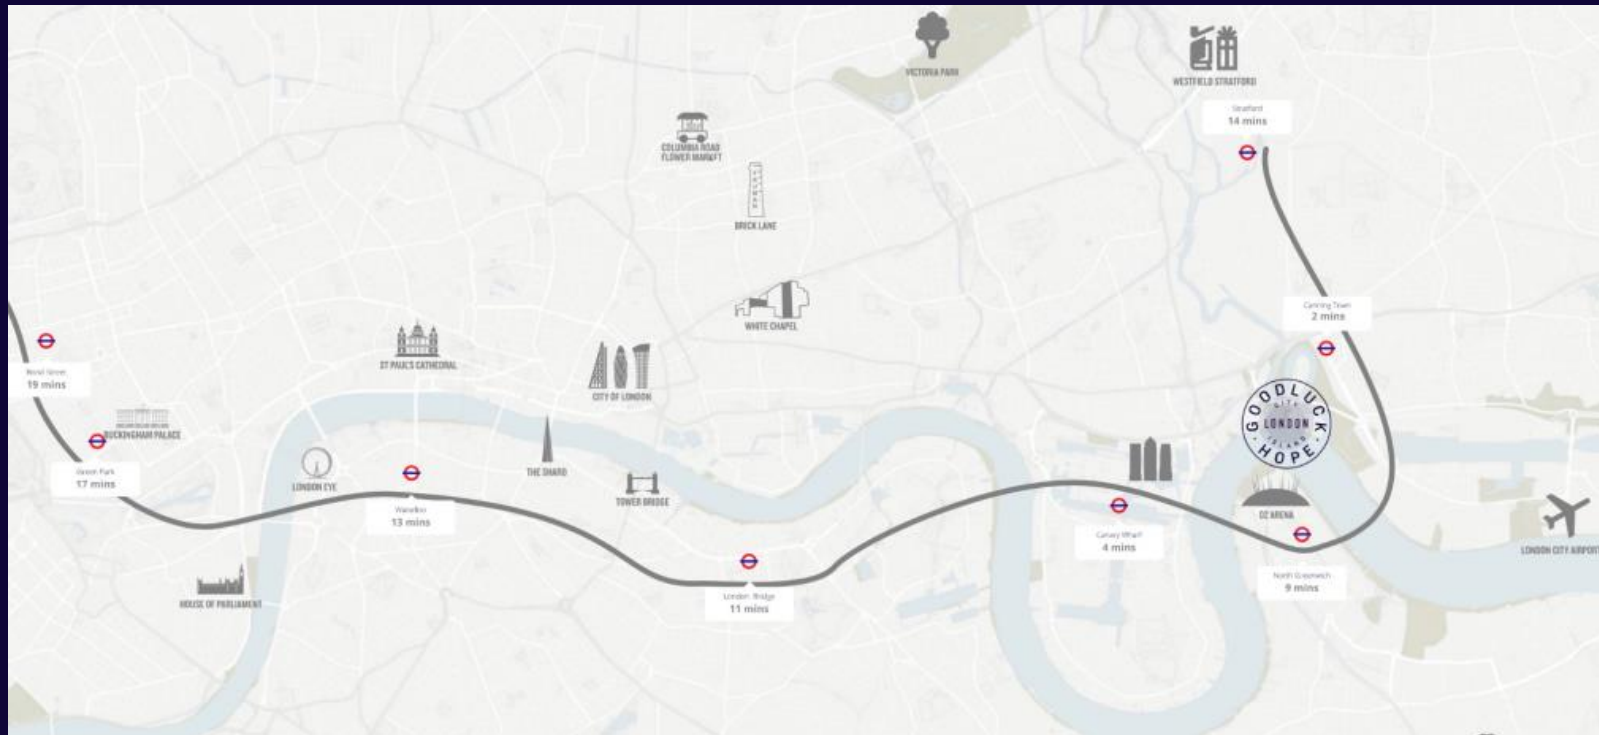 VICTORIA PARK
WESTFIELD STRATFORD
Stratford
14 mins
COLUMBIA ROAD
FLOWER MARKET
TRUMAN
BRICK LANE
WHITE CHAPEL
Canning Town
2 mins
ST PAUL'S CATHEDRAL
CITY OF LONDON
Bond Street
19 mins
BUCKINGHAM PALACE
Green Park
17 mins
LONDON EYE
Waterloo
13 mins
THE SHARD
TOWER BRIDGE
GOODLUCK
CITY
LONDON
ISLAND
HOPE
O2 ARENA
Canary Wharf
4 mins
LONDON CITY AIRPORT
HOUSE OF PARLIAMENT
London Bridge
11 mins
North Greenwich
9 mins